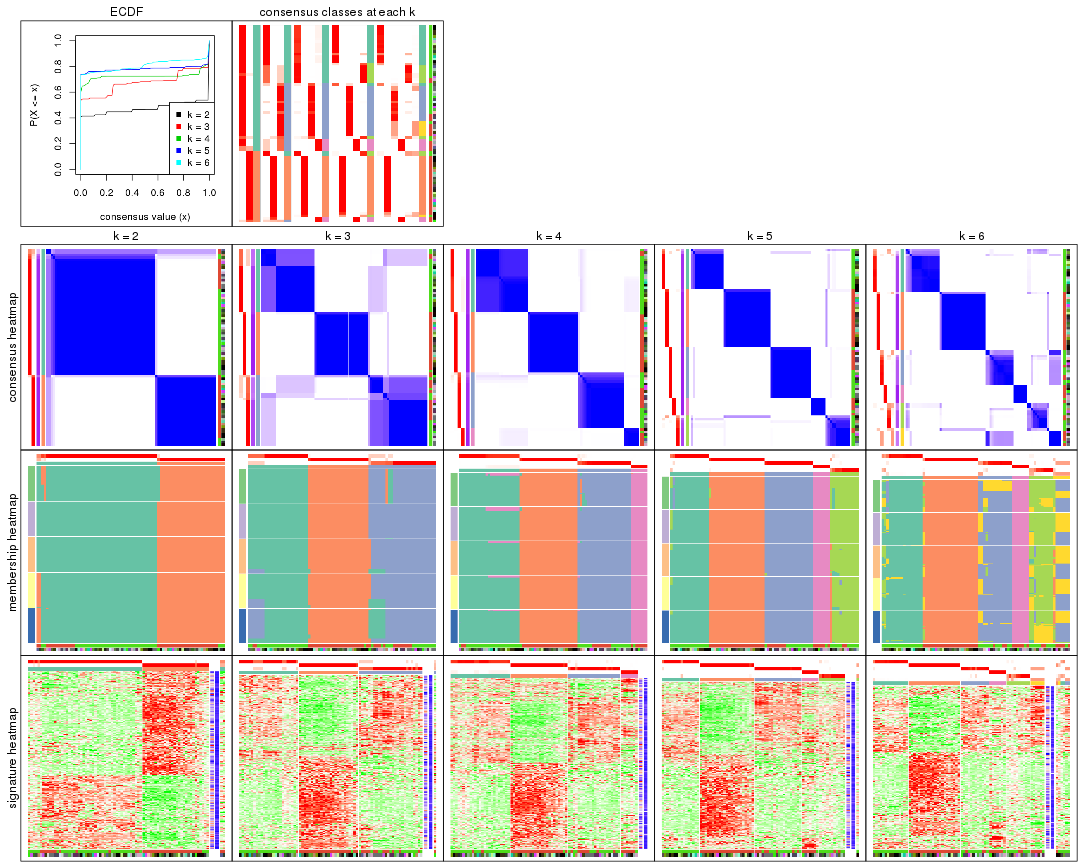 ECDF
consensus classes at each k
P(X <= x)
0.0 0.2 0.4 0.6 0.8 1.0
k = 2
k = 3
k = 4
k = 5
k = 6
0.0 0.2 0.4 0.6 0.8 1.0
consensus value (x)
k = 2
k = 3
k = 4
k = 5
k = 6
consensus heatmap
membership heatmap
signature heatmap